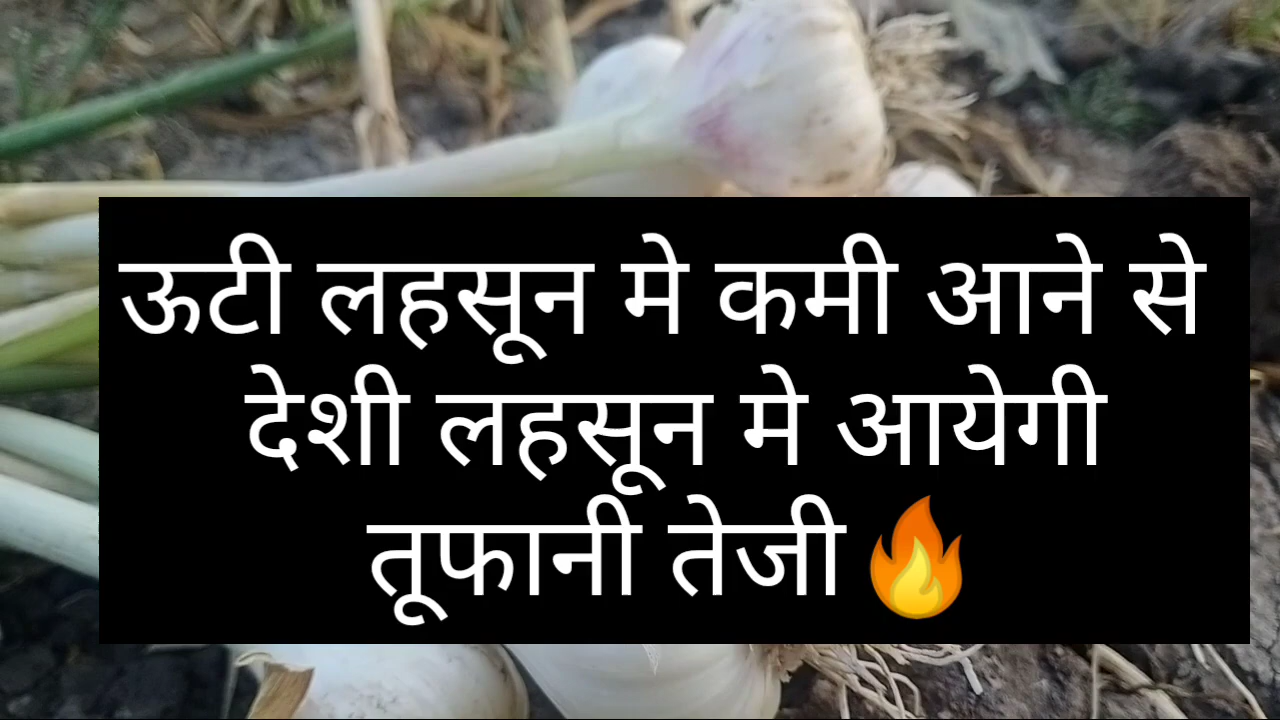 ऊटी लहसून मे कमी आने से
देशी लहसून मे आयेगी
तूफानी तेजी🔥